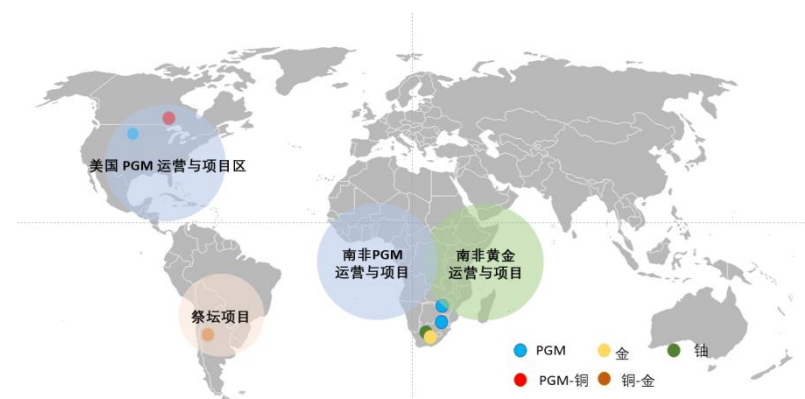 美国 PGM 运营与项目区
南非PGM
运营与项目
南非黄金
运营与项目
祭坛项目
PGM
金
铀
PGM-铜
铜-金